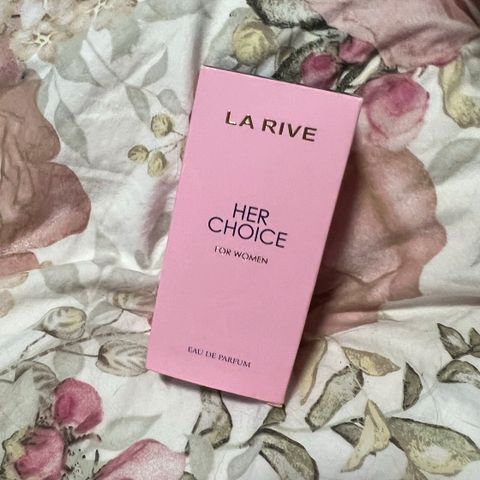 LA RIVE
HER
CHOICE
FOR WOMEN
EAU DE PARFUM